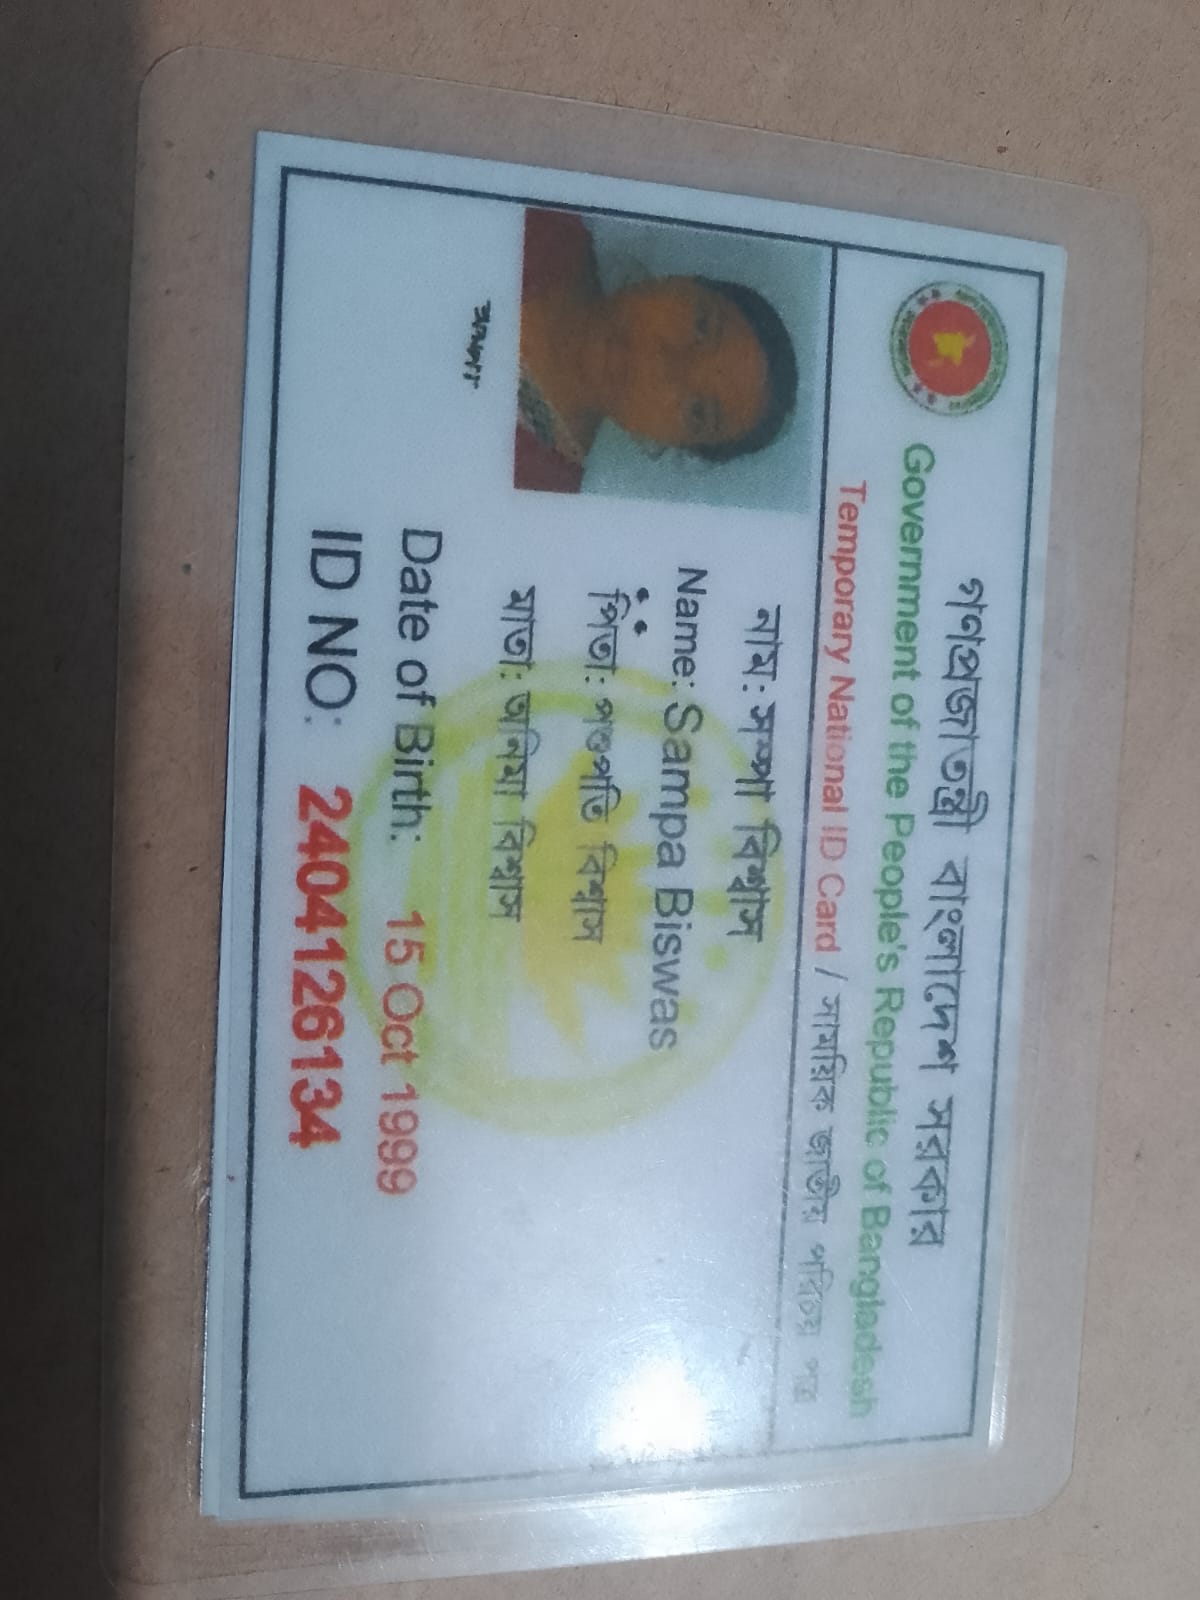 গণপ্রজাতন্ত্রী বাংলাদেশ সরকার
Government of the People's Republic of Bangladesh
Temporary National ID Card / সাময়িক জাতীয় পরিচয় পত্র
নাম: সম্পা বিশ্বাস
Name: Sampa Biswas
পিতা: পশুপতি বিশ্বাস
মাতা: অনিমা বিশ্বাস
Date of Birth: 15 Oct 1999
ID NO: 2404126134